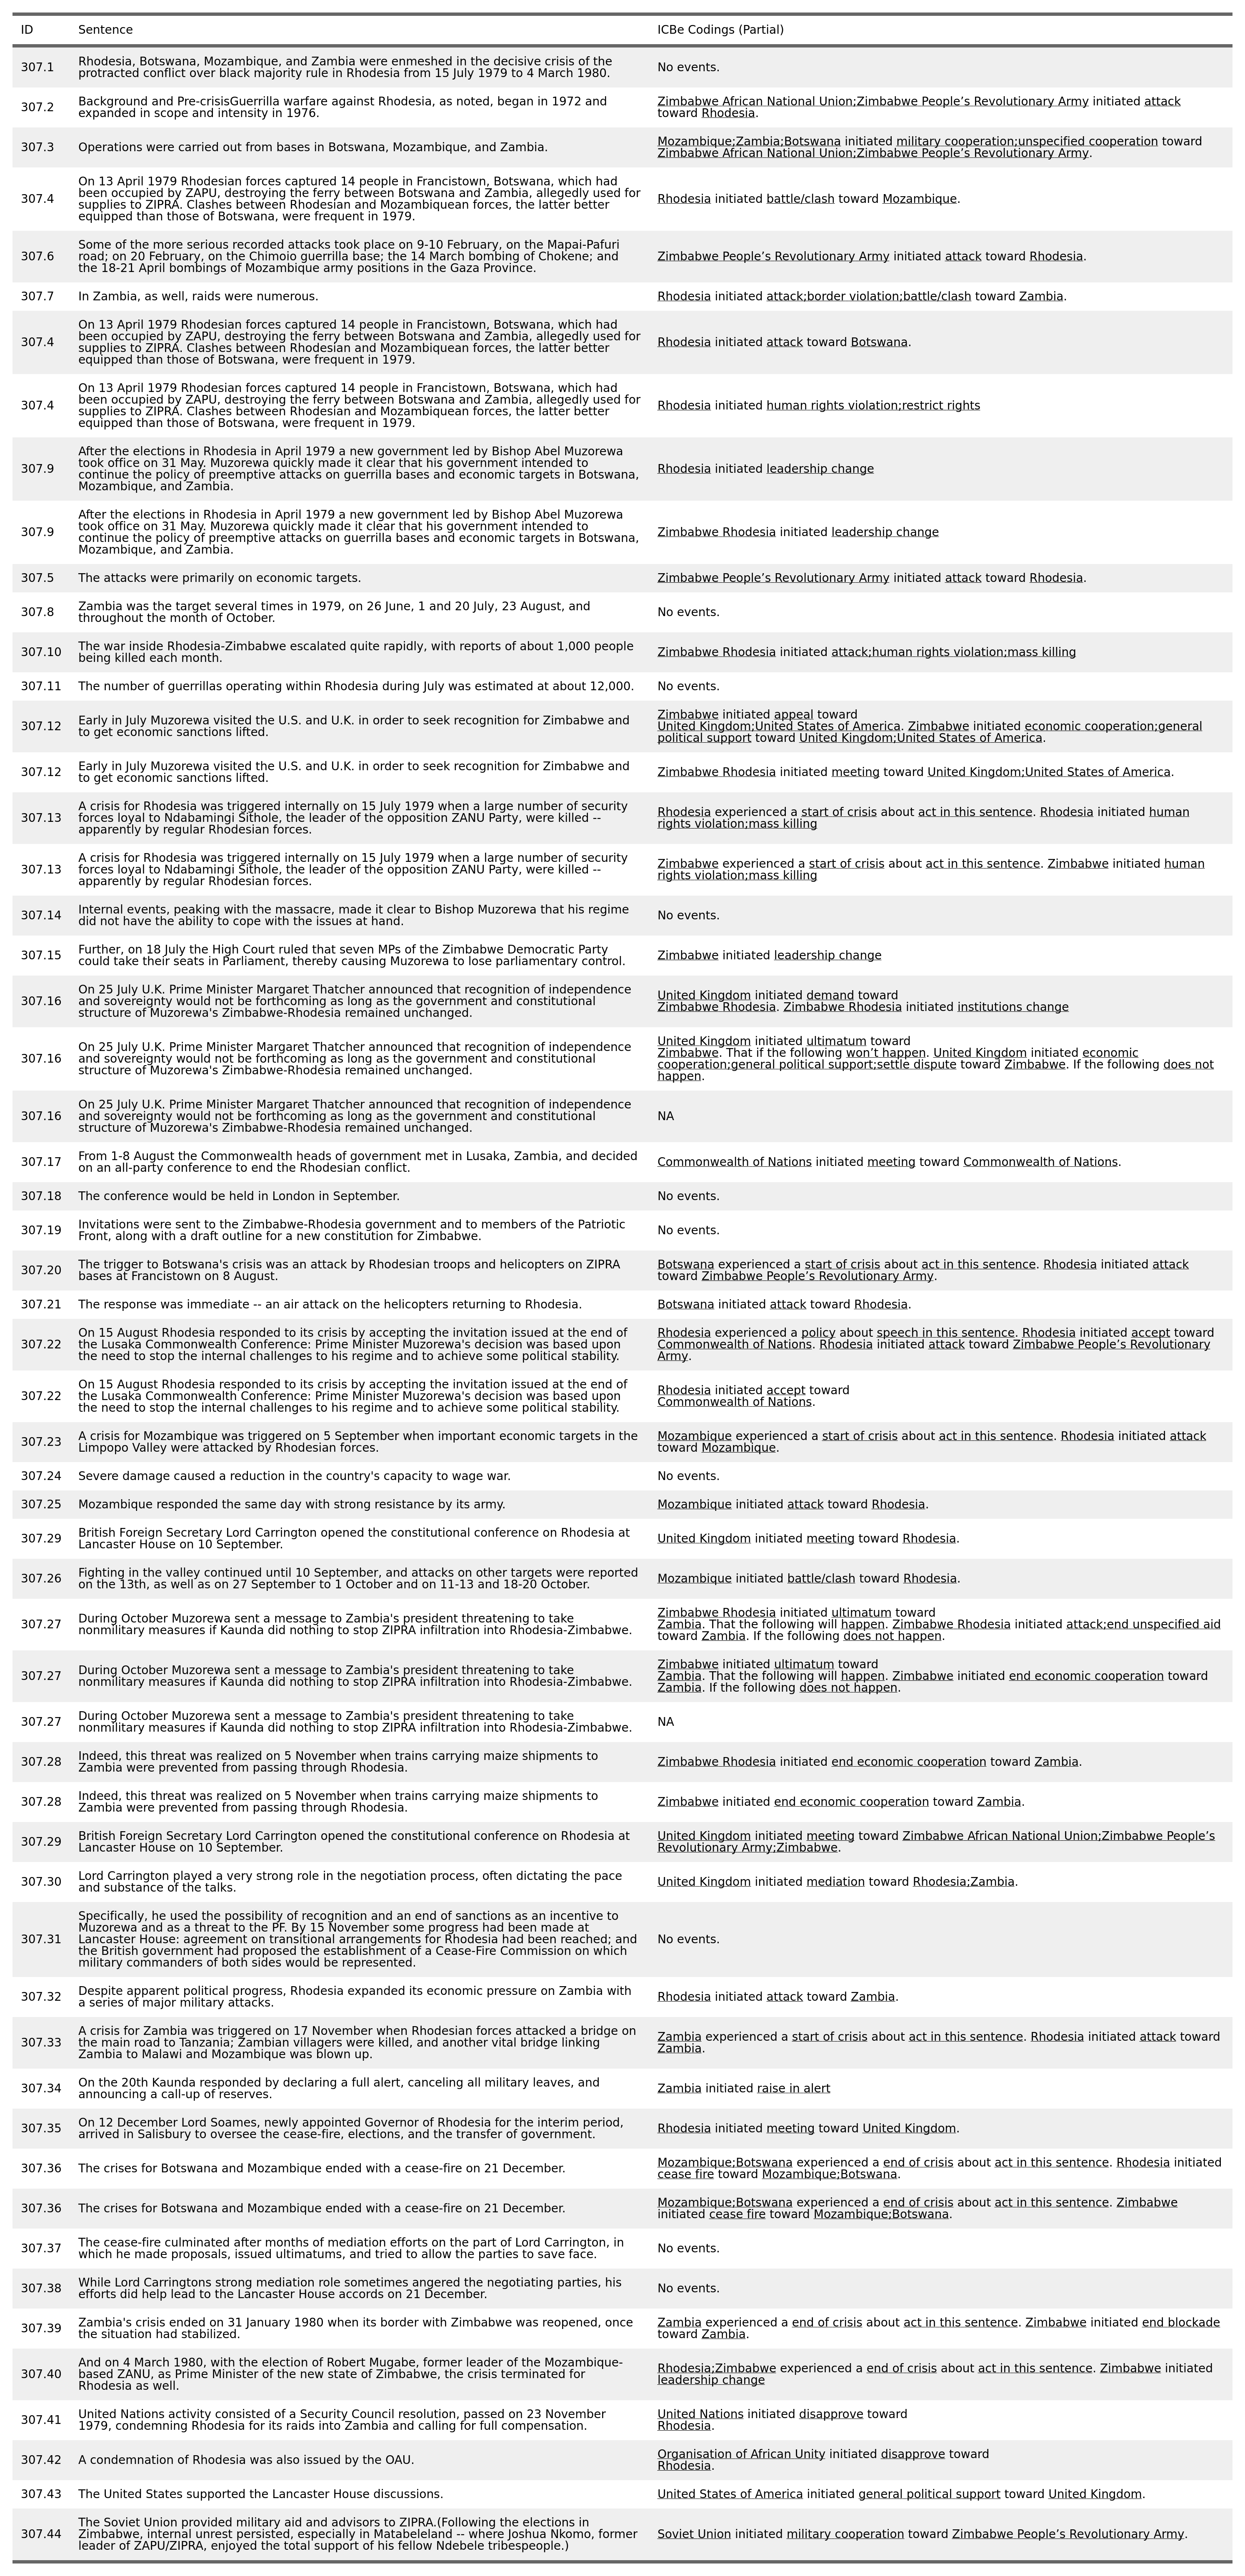 ID Sentence ICBe Codings (Partial)
307.1 Rhodesia, Botswana, Mozambique, and Zambia were enmeshed in the decisive crisis of the
protracted conflict over black majority rule in Rhodesia from 15 July 1979 to 4 March 1980.
No events.
307.2 Background and Pre-crisisGuerrilla warfare against Rhodesia, as noted, began in 1972 and
expanded in scope and intensity in 1976.
Zimbabwe African National Union;Zimbabwe People’s Revolutionary Army initiated attack
toward Rhodesia.
307.3 Operations were carried out from bases in Botswana, Mozambique, and Zambia.
Mozambique;Zambia;Botswana initiated military cooperation;unspecified cooperation toward
Zimbabwe African National Union;Zimbabwe People’s Revolutionary Army.
307.4 On 13 April 1979 Rhodesian forces captured 14 people in Francistown, Botswana, which had
been occupied by ZAPU, destroying the ferry between Botswana and Zambia, allegedly used for
supplies to ZIPRA. Clashes between Rhodesian and Mozambiquean forces, the latter better
equipped than those of Botswana, were frequent in 1979.
Rhodesia initiated battle/clash toward Mozambique.
307.6 Some of the more serious recorded attacks took place on 9-10 February, on the Mapai-Pafuri
road; on 20 February, on the Chimoio guerrilla base; the 14 March bombing of Chokene; and
the 18-21 April bombings of Mozambique army positions in the Gaza Province.
Zimbabwe People’s Revolutionary Army initiated attack toward Rhodesia.
307.7 In Zambia, as well, raids were numerous.
Rhodesia initiated attack;border violation;battle/clash toward Zambia.
307.4 On 13 April 1979 Rhodesian forces captured 14 people in Francistown, Botswana, which had
been occupied by ZAPU, destroying the ferry between Botswana and Zambia, allegedly used for
supplies to ZIPRA. Clashes between Rhodesian and Mozambiquean forces, the latter better
equipped than those of Botswana, were frequent in 1979.
Rhodesia initiated attack toward Botswana.
307.4 On 13 April 1979 Rhodesian forces captured 14 people in Francistown, Botswana, which had
been occupied by ZAPU, destroying the ferry between Botswana and Zambia, allegedly used for
supplies to ZIPRA. Clashes between Rhodesian and Mozambiquean forces, the latter better
equipped than those of Botswana, were frequent in 1979.
Rhodesia initiated human rights violation;restrict rights
307.9 After the elections in Rhodesia in April 1979 a new government led by Bishop Abel Muzorewa
took office on 31 May. Muzorewa quickly made it clear that his government intended to
continue the policy of preemptive attacks on guerrilla bases and economic targets in Botswana,
Mozambique, and Zambia.
Rhodesia initiated leadership change
307.9 After the elections in Rhodesia in April 1979 a new government led by Bishop Abel Muzorewa
took office on 31 May. Muzorewa quickly made it clear that his government intended to
continue the policy of preemptive attacks on guerrilla bases and economic targets in Botswana,
Mozambique, and Zambia.
Zimbabwe Rhodesia initiated leadership change
307.5 The attacks were primarily on economic targets.
Zimbabwe People’s Revolutionary Army initiated attack toward Rhodesia.
307.8 Zambia was the target several times in 1979, on 26 June, 1 and 20 July, 23 August, and
throughout the month of October.
No events.
307.10 The war inside Rhodesia-Zimbabwe escalated quite rapidly, with reports of about 1,000 people
being killed each month.
Zimbabwe Rhodesia initiated attack;human rights violation;mass killing
307.11 The number of guerrillas operating within Rhodesia during July was estimated at about 12,000.
No events.
307.12 Early in July Muzorewa visited the U.S. and U.K. in order to seek recognition for Zimbabwe and
to get economic sanctions lifted.
Zimbabwe initiated appeal toward
United Kingdom;United States of America. Zimbabwe initiated economic cooperation;general
political support toward United Kingdom;United States of America.
307.12 Early in July Muzorewa visited the U.S. and U.K. in order to seek recognition for Zimbabwe and
to get economic sanctions lifted.
Zimbabwe Rhodesia initiated meeting toward United Kingdom;United States of America.
307.13 A crisis for Rhodesia was triggered internally on 15 July 1979 when a large number of security
forces loyal to Ndabamingi Sithole, the leader of the opposition ZANU Party, were killed --
apparently by regular Rhodesian forces.
Rhodesia experienced a start of crisis about act in this sentence. Rhodesia initiated human
rights violation;mass killing
307.13 A crisis for Rhodesia was triggered internally on 15 July 1979 when a large number of security
forces loyal to Ndabamingi Sithole, the leader of the opposition ZANU Party, were killed --
apparently by regular Rhodesian forces.
Zimbabwe experienced a start of crisis about act in this sentence. Zimbabwe initiated human
rights violation;mass killing
307.14 Internal events, peaking with the massacre, made it clear to Bishop Muzorewa that his regime
did not have the ability to cope with the issues at hand.
No events.
307.15 Further, on 18 July the High Court ruled that seven MPs of the Zimbabwe Democratic Party
could take their seats in Parliament, thereby causing Muzorewa to lose parliamentary control.
Zimbabwe initiated leadership change
307.16 On 25 July U.K. Prime Minister Margaret Thatcher announced that recognition of independence
and sovereignty would not be forthcoming as long as the government and constitutional
structure of Muzorewa's Zimbabwe-Rhodesia remained unchanged.
United Kingdom initiated demand toward
Zimbabwe Rhodesia. Zimbabwe Rhodesia initiated institutions change
307.16 On 25 July U.K. Prime Minister Margaret Thatcher announced that recognition of independence
and sovereignty would not be forthcoming as long as the government and constitutional
structure of Muzorewa's Zimbabwe-Rhodesia remained unchanged.
United Kingdom initiated ultimatum toward
Zimbabwe. That if the following won’t happen. United Kingdom initiated economic
cooperation;general political support;settle dispute toward Zimbabwe. If the following does not
happen.
307.16 On 25 July U.K. Prime Minister Margaret Thatcher announced that recognition of independence
and sovereignty would not be forthcoming as long as the government and constitutional
structure of Muzorewa's Zimbabwe-Rhodesia remained unchanged.
NA
307.17 From 1-8 August the Commonwealth heads of government met in Lusaka, Zambia, and decided
on an all-party conference to end the Rhodesian conflict.
Commonwealth of Nations initiated meeting toward Commonwealth of Nations.
307.18 The conference would be held in London in September.
No events.
307.19 Invitations were sent to the Zimbabwe-Rhodesia government and to members of the Patriotic
Front, along with a draft outline for a new constitution for Zimbabwe.
No events.
307.20 The trigger to Botswana's crisis was an attack by Rhodesian troops and helicopters on ZIPRA
bases at Francistown on 8 August.
Botswana experienced a start of crisis about act in this sentence. Rhodesia initiated attack
toward Zimbabwe People’s Revolutionary Army.
307.21 The response was immediate -- an air attack on the helicopters returning to Rhodesia.
Botswana initiated attack toward Rhodesia.
307.22 On 15 August Rhodesia responded to its crisis by accepting the invitation issued at the end of
the Lusaka Commonwealth Conference: Prime Minister Muzorewa's decision was based upon
the need to stop the internal challenges to his regime and to achieve some political stability.
Rhodesia experienced a policy about speech in this sentence. Rhodesia initiated accept toward
Commonwealth of Nations. Rhodesia initiated attack toward Zimbabwe People’s Revolutionary
Army.
307.22 On 15 August Rhodesia responded to its crisis by accepting the invitation issued at the end of
the Lusaka Commonwealth Conference: Prime Minister Muzorewa's decision was based upon
the need to stop the internal challenges to his regime and to achieve some political stability.
Rhodesia initiated accept toward
Commonwealth of Nations.
307.23 A crisis for Mozambique was triggered on 5 September when important economic targets in the
Limpopo Valley were attacked by Rhodesian forces.
Mozambique experienced a start of crisis about act in this sentence. Rhodesia initiated attack
toward Mozambique.
307.24 Severe damage caused a reduction in the country's capacity to wage war.
No events.
307.25 Mozambique responded the same day with strong resistance by its army.
Mozambique initiated attack toward Rhodesia.
307.29 British Foreign Secretary Lord Carrington opened the constitutional conference on Rhodesia at
Lancaster House on 10 September.
United Kingdom initiated meeting toward Rhodesia.
307.26 Fighting in the valley continued until 10 September, and attacks on other targets were reported
on the 13th, as well as on 27 September to 1 October and on 11-13 and 18-20 October.
Mozambique initiated battle/clash toward Rhodesia.
307.27 During October Muzorewa sent a message to Zambia's president threatening to take
nonmilitary measures if Kaunda did nothing to stop ZIPRA infiltration into Rhodesia-Zimbabwe.
Zimbabwe Rhodesia initiated ultimatum toward
Zambia. That the following will happen. Zimbabwe Rhodesia initiated attack;end unspecified aid
toward Zambia. If the following does not happen.
307.27 During October Muzorewa sent a message to Zambia's president threatening to take
nonmilitary measures if Kaunda did nothing to stop ZIPRA infiltration into Rhodesia-Zimbabwe.
Zimbabwe initiated ultimatum toward
Zambia. That the following will happen. Zimbabwe initiated end economic cooperation toward
Zambia. If the following does not happen.
307.27 During October Muzorewa sent a message to Zambia's president threatening to take
nonmilitary measures if Kaunda did nothing to stop ZIPRA infiltration into Rhodesia-Zimbabwe.
NA
307.28 Indeed, this threat was realized on 5 November when trains carrying maize shipments to
Zambia were prevented from passing through Rhodesia.
Zimbabwe Rhodesia initiated end economic cooperation toward Zambia.
307.28 Indeed, this threat was realized on 5 November when trains carrying maize shipments to
Zambia were prevented from passing through Rhodesia.
Zimbabwe initiated end economic cooperation toward Zambia.
307.29 British Foreign Secretary Lord Carrington opened the constitutional conference on Rhodesia at
Lancaster House on 10 September.
United Kingdom initiated meeting toward Zimbabwe African National Union;Zimbabwe People’s
Revolutionary Army;Zimbabwe.
307.30 Lord Carrington played a very strong role in the negotiation process, often dictating the pace
and substance of the talks.
United Kingdom initiated mediation toward Rhodesia;Zambia.
307.31 Specifically, he used the possibility of recognition and an end of sanctions as an incentive to
Muzorewa and as a threat to the PF. By 15 November some progress had been made at
Lancaster House: agreement on transitional arrangements for Rhodesia had been reached; and
the British government had proposed the establishment of a Cease-Fire Commission on which
military commanders of both sides would be represented.
No events.
307.32 Despite apparent political progress, Rhodesia expanded its economic pressure on Zambia with
a series of major military attacks.
Rhodesia initiated attack toward Zambia.
307.33 A crisis for Zambia was triggered on 17 November when Rhodesian forces attacked a bridge on
the main road to Tanzania; Zambian villagers were killed, and another vital bridge linking
Zambia to Malawi and Mozambique was blown up.
Zambia experienced a start of crisis about act in this sentence. Rhodesia initiated attack toward
Zambia.
307.34 On the 20th Kaunda responded by declaring a full alert, canceling all military leaves, and
announcing a call-up of reserves.
Zambia initiated raise in alert
307.35 On 12 December Lord Soames, newly appointed Governor of Rhodesia for the interim period,
arrived in Salisbury to oversee the cease-fire, elections, and the transfer of government.
Rhodesia initiated meeting toward United Kingdom.
307.36 The crises for Botswana and Mozambique ended with a cease-fire on 21 December.
Mozambique;Botswana experienced a end of crisis about act in this sentence. Rhodesia initiated
cease fire toward Mozambique;Botswana.
307.36 The crises for Botswana and Mozambique ended with a cease-fire on 21 December.
Mozambique;Botswana experienced a end of crisis about act in this sentence. Zimbabwe
initiated cease fire toward Mozambique;Botswana.
307.37 The cease-fire culminated after months of mediation efforts on the part of Lord Carrington, in
which he made proposals, issued ultimatums, and tried to allow the parties to save face.
No events.
307.38 While Lord Carringtons strong mediation role sometimes angered the negotiating parties, his
efforts did help lead to the Lancaster House accords on 21 December.
No events.
307.39 Zambia's crisis ended on 31 January 1980 when its border with Zimbabwe was reopened, once
the situation had stabilized.
Zambia experienced a end of crisis about act in this sentence. Zimbabwe initiated end blockade
toward Zambia.
307.40 And on 4 March 1980, with the election of Robert Mugabe, former leader of the Mozambique-
based ZANU, as Prime Minister of the new state of Zimbabwe, the crisis terminated for
Rhodesia as well.
Rhodesia;Zimbabwe experienced a end of crisis about act in this sentence. Zimbabwe initiated
leadership change
307.41 United Nations activity consisted of a Security Council resolution, passed on 23 November
1979, condemning Rhodesia for its raids into Zambia and calling for full compensation.
United Nations initiated disapprove toward
Rhodesia.
307.42 A condemnation of Rhodesia was also issued by the OAU.
Organisation of African Unity initiated disapprove toward
Rhodesia.
307.43 The United States supported the Lancaster House discussions.
United States of America initiated general political support toward United Kingdom.
307.44 The Soviet Union provided military aid and advisors to ZIPRA.(Following the elections in
Zimbabwe, internal unrest persisted, especially in Matabeleland -- where Joshua Nkomo, former
leader of ZAPU/ZIPRA, enjoyed the total support of his fellow Ndebele tribespeople.)
Soviet Union initiated military cooperation toward Zimbabwe People’s Revolutionary Army.